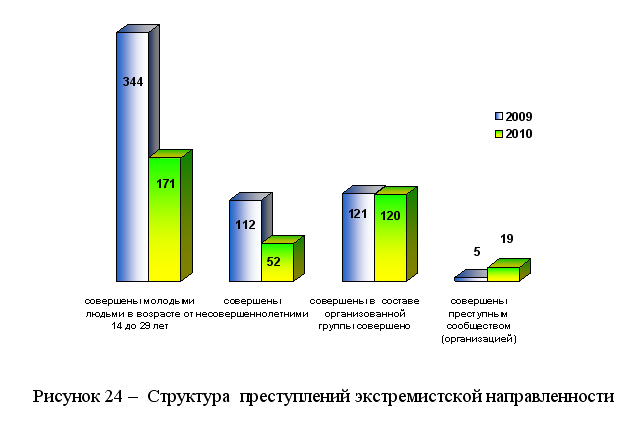 344
171
112
52
121
120
5
19
2009
2010
совершены молодыми
людьми в возрасте от
14 до 29 лет
совершены
несовершеннолетними
совершены в составе
организованной
группы совершено
совершены
преступным
сообществом
(организацией)
Рисунок 24 – Структура преступлений экстремистской направленности